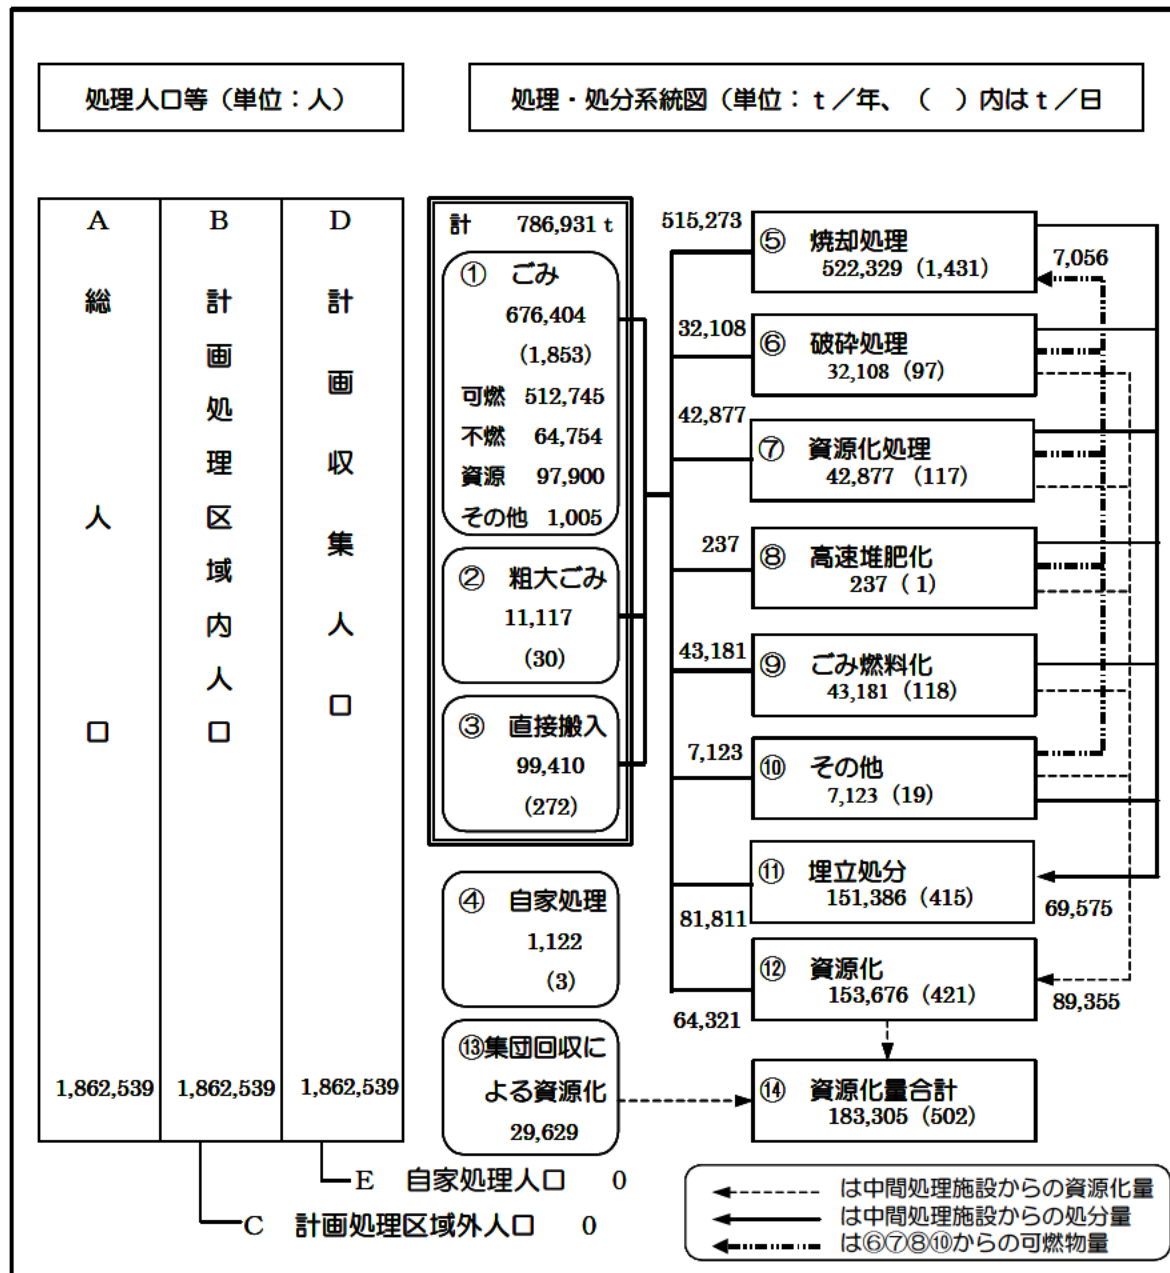 処理人口等（単位：人）
処理・処分系統図（単位：ｔ／年、（　）内はｔ／日
A 総人口 1,862,539
B 計画処理区域内人口 1,862,539
D 計画収集人口 1,862,539
E 自家処理人口 0
C 計画処理区域外人口 0
計 786,931 t
① ごみ
676,404
(1,853)
可燃 512,745
不燃 64,754
資源 97,900
その他 1,005
② 粗大ごみ
11,117
(30)
③ 直接搬入
99,410
(272)
④ 自家処理
1,122
(3)
⑬集団回収に
よる資源化
29,629
515,273
⑤ 焼却処理
522,329 (1,431)
7,056
32,108
⑥ 破砕処理
32,108 (97)
42,877
⑦ 資源化処理
42,877 (117)
237
⑧ 高速堆肥化
237 ( 1)
43,181
⑨ ごみ燃料化
43,181 (118)
7,123
⑩ その他
7,123 (19)
81,811
⑪ 埋立処分
151,386 (415)
69,575
64,321
⑫ 資源化
153,676 (421)
89,355
⑭ 資源化量合計
183,305 (502)
は中間処理施設からの資源化量
は中間処理施設からの処分量
は⑥⑦⑧⑩からの可燃物量